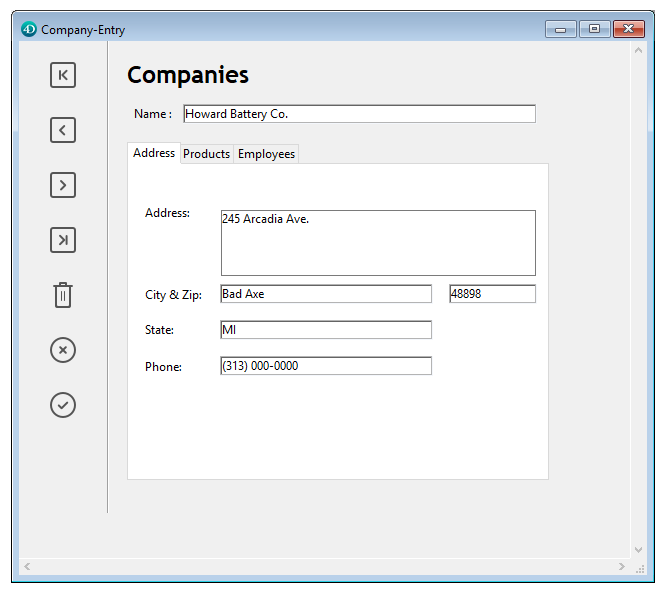 4D Company-Entry
Companies
Name : Howard Battery Co.
Address Products Employees
Address: 245 Arcadia Ave.
City & Zip: Bad Axe 48898
State: MI
Phone: (313) 000-0000